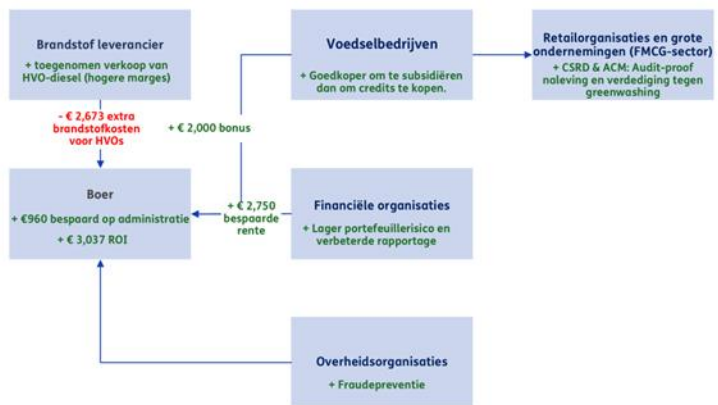 Brandstof leverancier
+ toegenomen verkoop van
HVO-diesel (hogere marges)
Voedselbedrijven
+ Goedkoper om te subsidiëren
dan om credits te kopen.
Retailorganisaties en grote
ondernemingen (FMCG-sector)
+ CSRD & ACM: Audit-proof
noleving en verdediging tegen
greenwashing
- € 2,673 extra
brandstofkosten
voor HVOs
+ € 2,000 bonus
Boer
+ €960 bespaard op administratie
+ € 3,037 ROI
+ € 2,750
bespaarde
rente
Financiële organisaties
+ Lager portefeuillerisico en
verbeterde rapportage
Overheidsorganisaties
+ Fraudepreventie